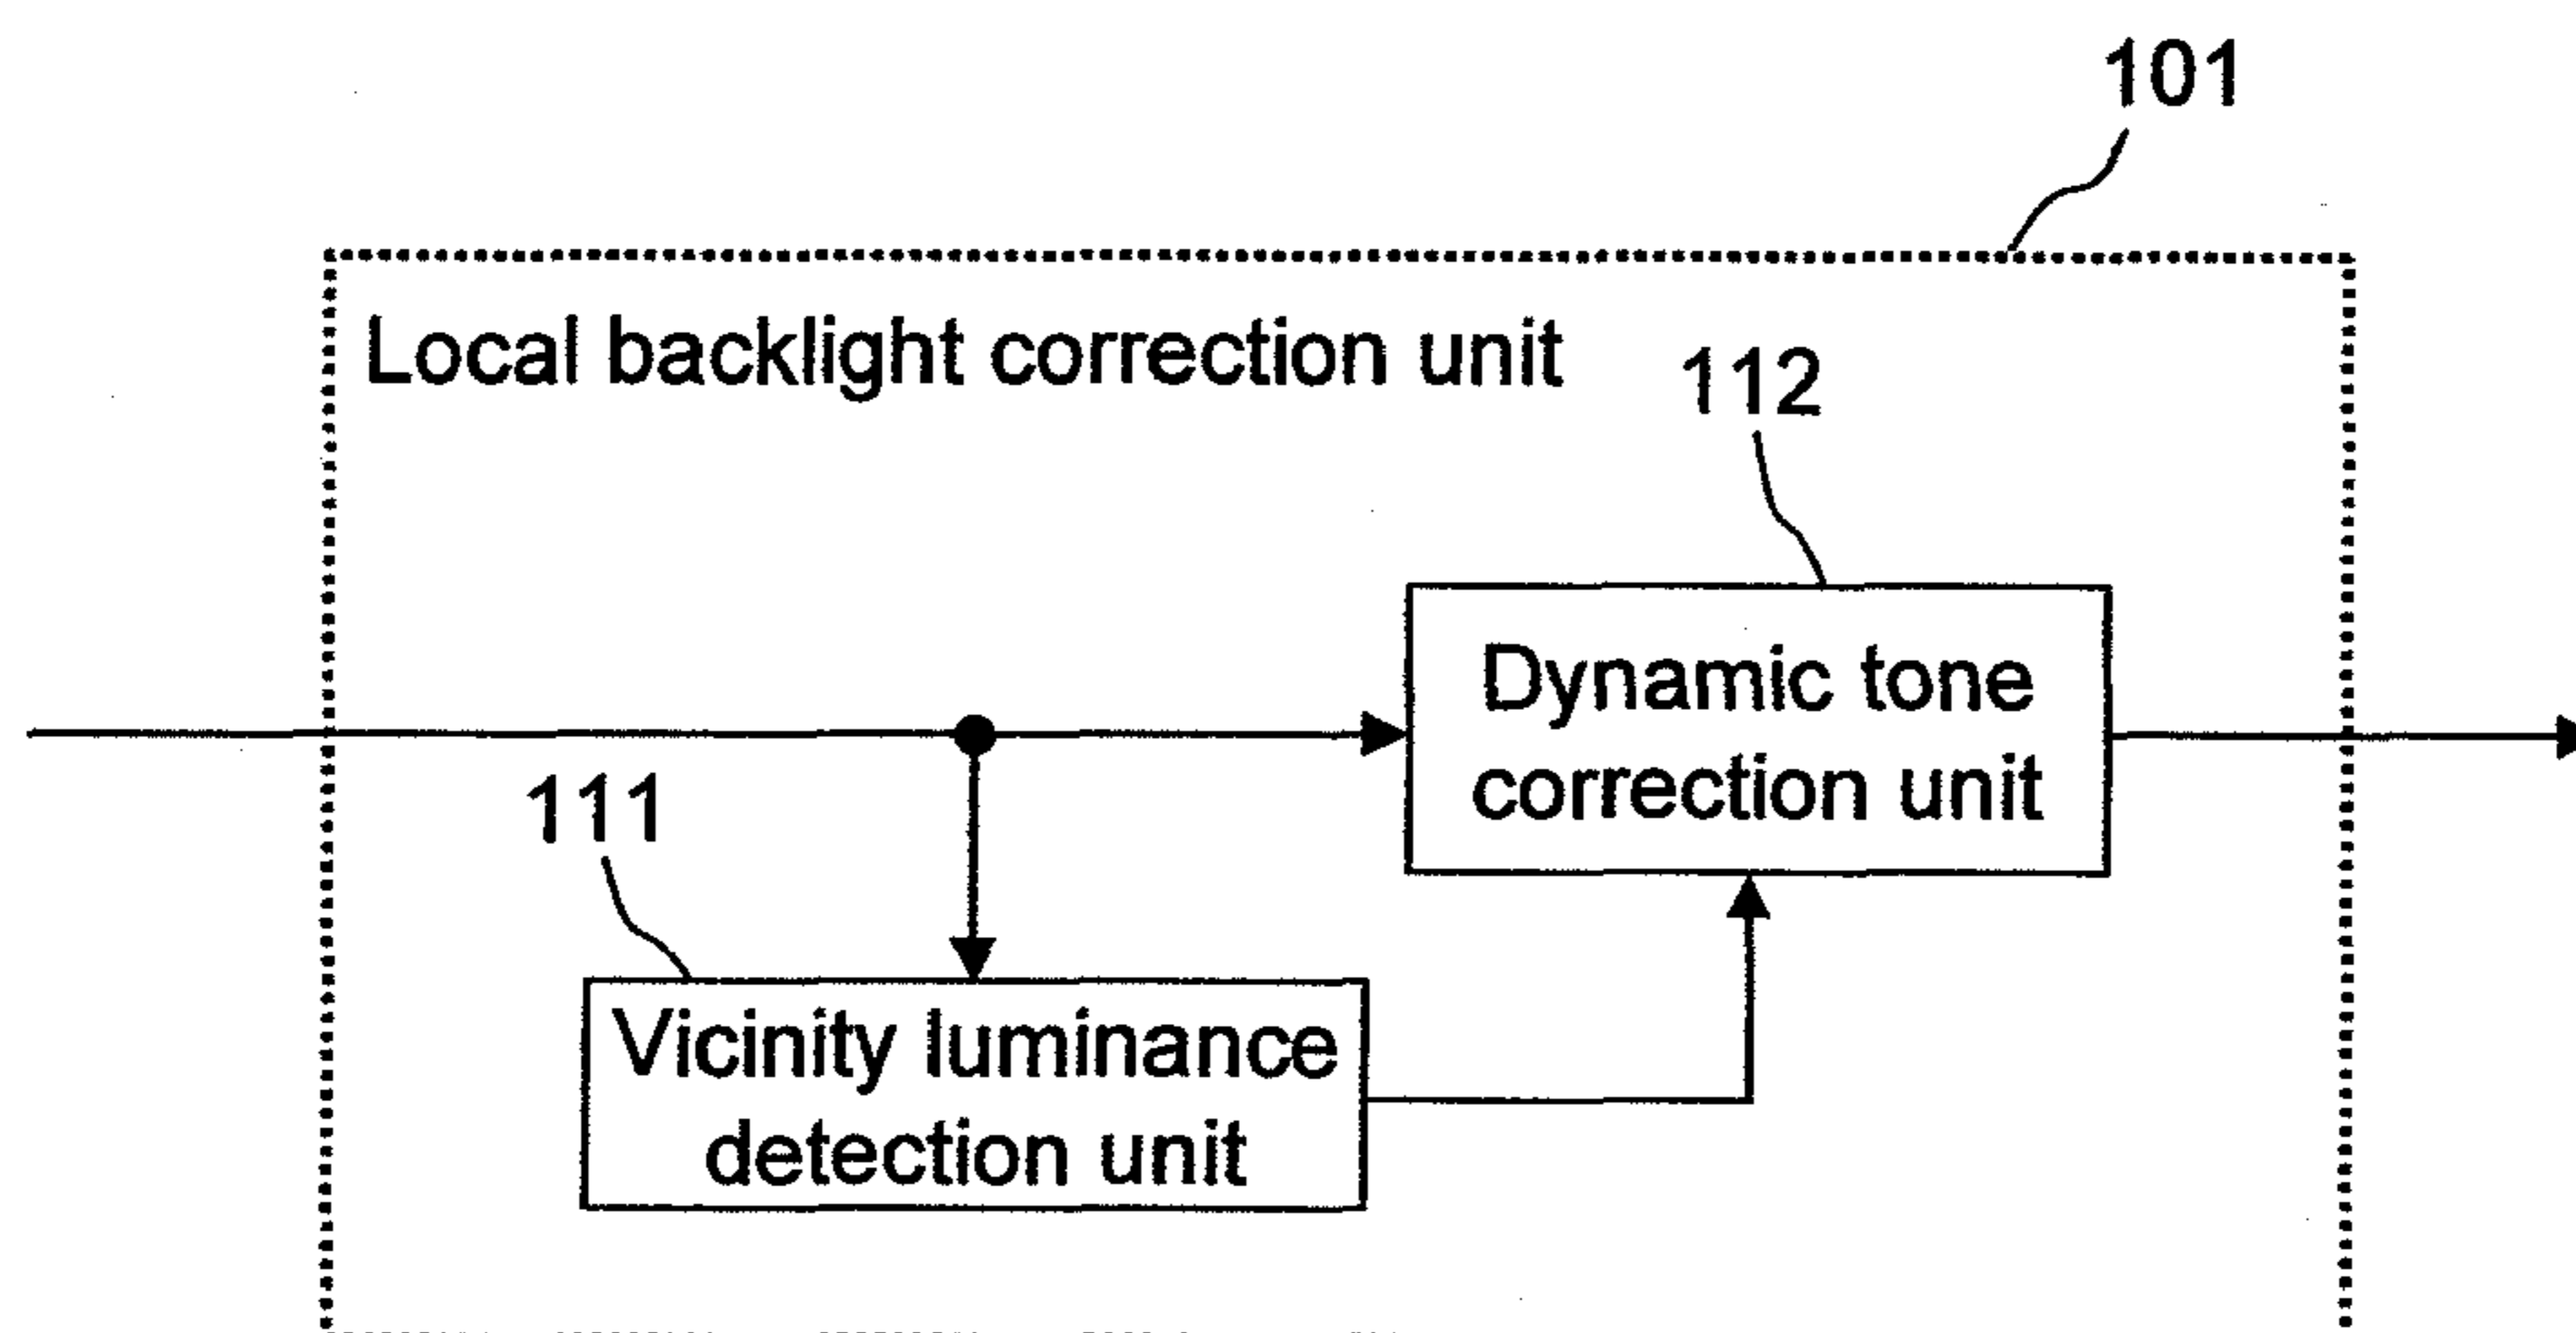 101
Local backlight correction unit
112
Dynamic tone
correction unit
111
Vicinity luminance
detection unit